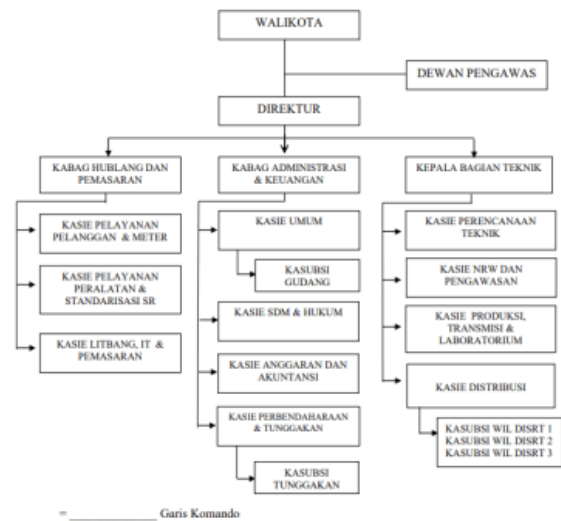 WALIKOTA
DEWAN PENGAWAS
DIREKTUR
KABAG HUBLANG DAN
PEMASARAN
KABAG ADMINISTRASI
& KEUANGAN
KEPALA BAGIAN TEKNIK
KASIE PELAYANAN
PELANGGAN & METER
KASIE PELAYANAN
PERALATAN &
STANDARISASI SR
KASIE LITBANG, IT &
PEMASARAN
KASIE UMUM
KASUBSI
GUDANG
KASIE SDM & HUKUM
KASIE ANGGARAN DAN
AKUNTANSI
KASIE PERBENDAHARAAN
& TUNGGAKAN
KASUBSI
TUNGGAKAN
KASIE PERENCANAAN
TEKNIK
KASIE NRW DAN
PENGAWASAN
KASIE PRODUKSI,
TRANSMISI &
LABORATORIUM
KASIE DISTRIBUSI
KASUBSI WIL DISRT 1
KASUBSI WIL DISRT 2
KASUBSI WIL DISRT 3
= ______________ Garis Komando